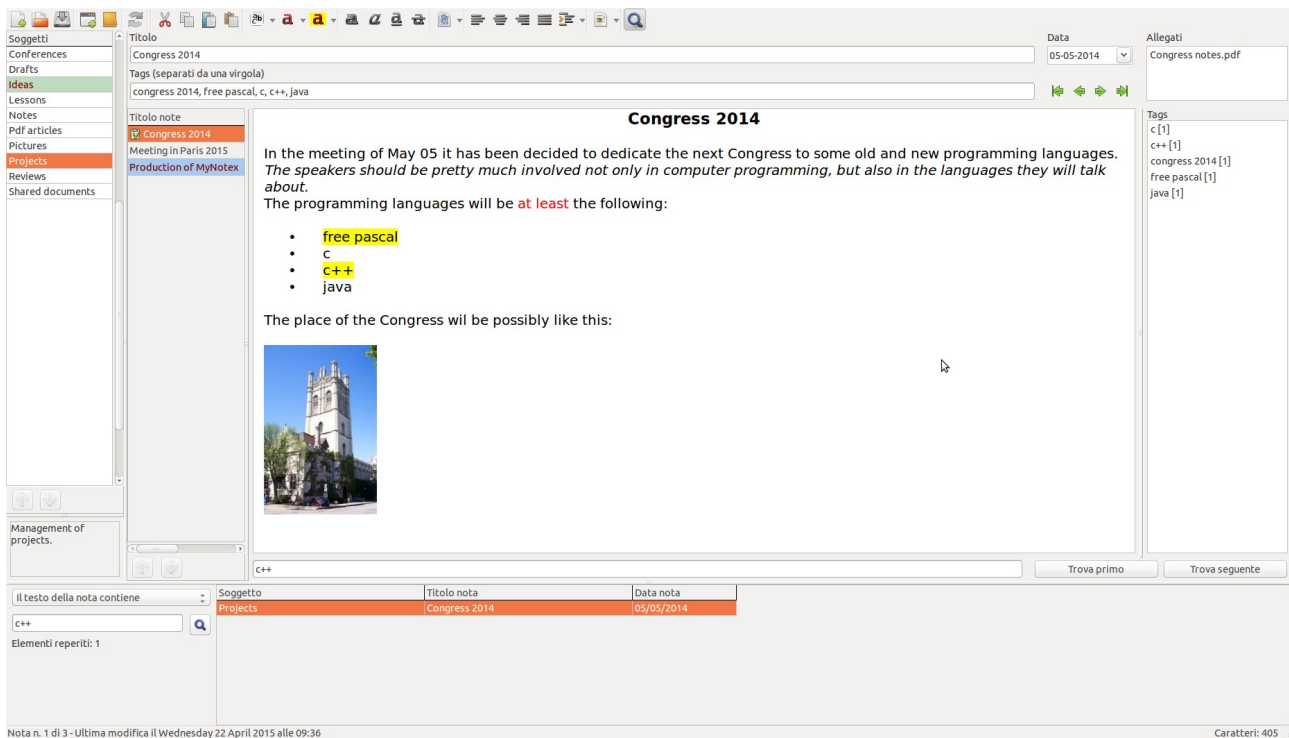 Soggetti
Conferences
Drafts
Ideas
Lessons
Notes
Pdf articles
Pictures
Projects
Reviews
Shared documents
Management of
projects.
Titolo
Congress 2014
Tags (separati da una virgola)
congress 2014, free pascal, c, c++, java
Data
05-05-2014
Allegati
Congress notes.pdf
Titolo note
Congress 2014
Meeting in Paris 2015
Production of MyNotex
Congress 2014
In the meeting of May 05 it has been decided to dedicate the next Congress to some old and new programming languages.
The speakers should be pretty much involved not only in computer programming, but also in the languages they will talk
about.
The programming languages will be at least the following:
• free pascal
• c
• c++
• java
The place of the Congress wil be possibly like this:
Tags
c [1]
c++ [1]
congress 2014 [1]
free pascal [1]
java [1]
c++
Trova primo
Trova seguente
Il testo della nota contiene
c++
Elementi reperiti: 1
Soggetto Titolo nota Data nota
Projects Congress 2014 05/05/2014
Nota n. 1 di 3 - Ultima modifica il Wednesday 22 April 2015 alle 09:36
Caratteri: 405